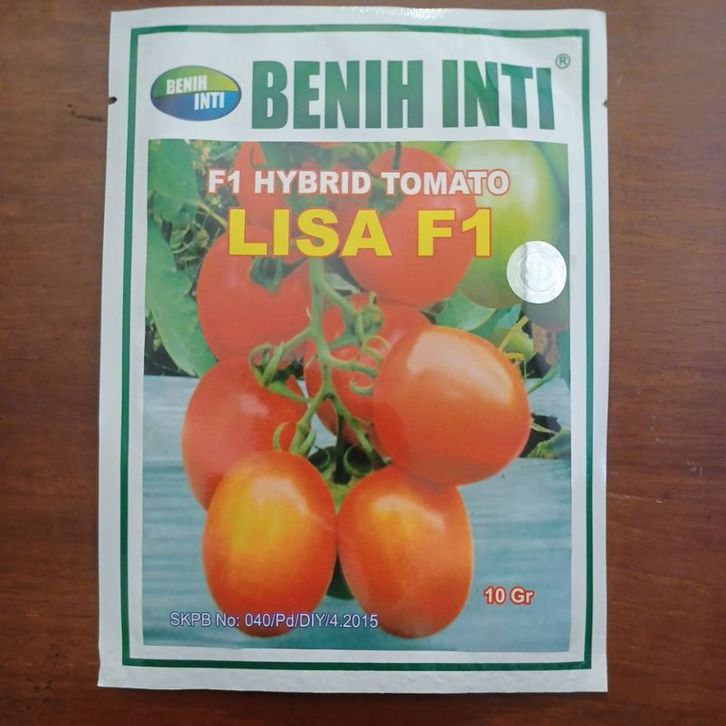 BENIH
INTI
BENIH INTI®
F1 HYBRID TOMATO
LISA F1
10 Gr
SKPB No: 040/Pd/DIY/4.2015